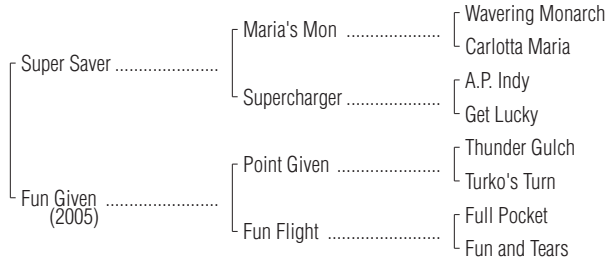 Wavering Monarch
Maria's Mon ....................
Carlotta Maria
Super Saver ......................
A.P. Indy
Supercharger ....................
Get Lucky
Thunder Gulch
Point Given ......................
Turko's Turn
Fun Given ........................
(2005)
Full Pocket
Fun Flight ........................
Fun and Tears